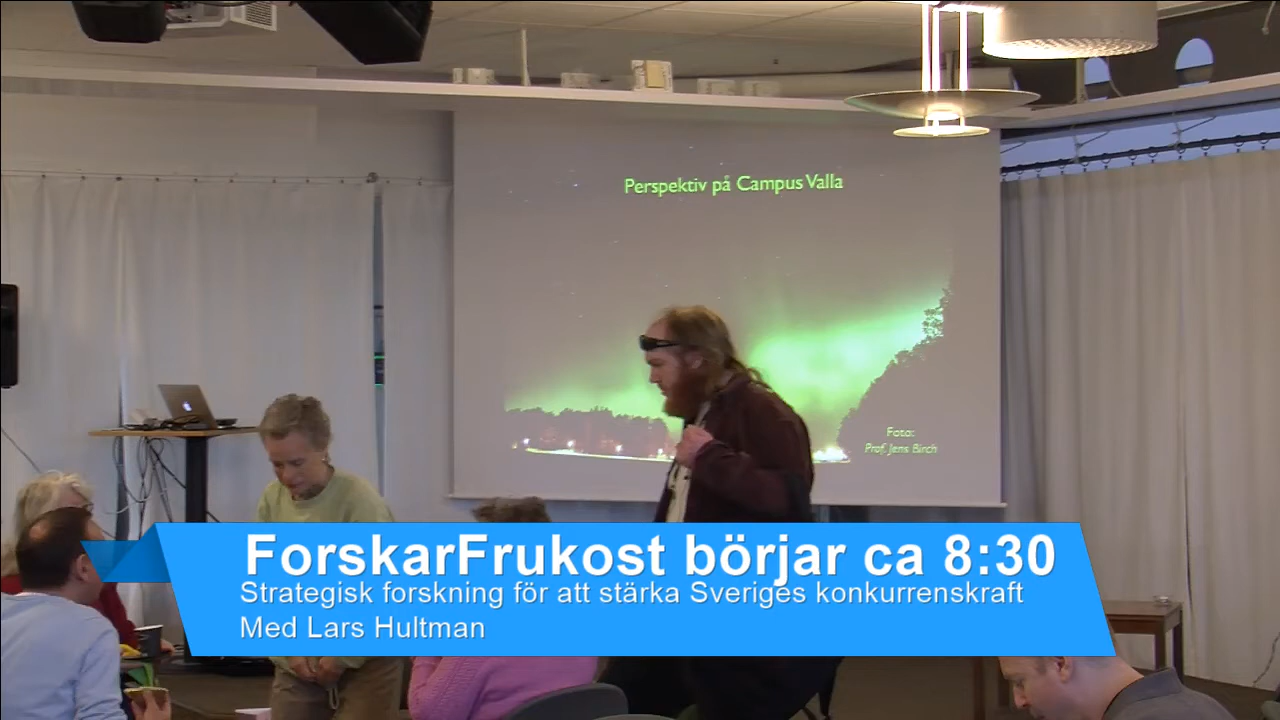 Perspektiv på Campus Valla
Foto:
Prof. Jens Birch
ForskarFrukost börjar ca 8:30
Strategisk forskning för att stärka Sveriges konkurrenskraft
Med Lars Hultman